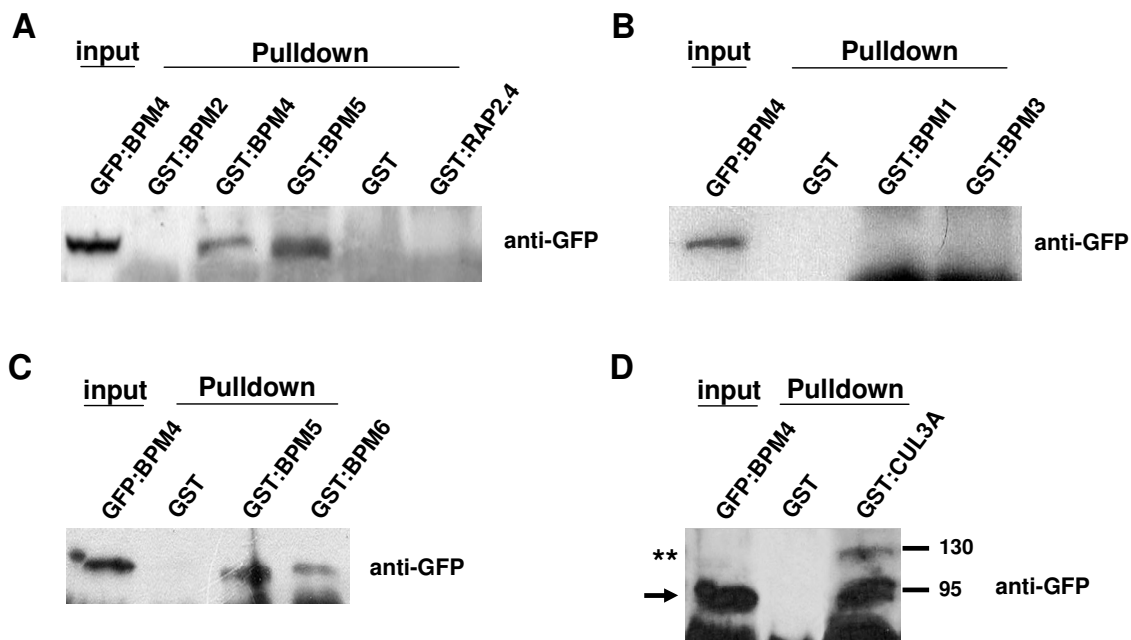 A
input Pulldown
GFP:BPM4 GST:BPM2 GST:BPM4 GST:BPM5 GST GST:RAP2.4
anti-GFP
B
input Pulldown
GFP:BPM4 GST GST:BPM1 GST:BPM3
anti-GFP
C
input Pulldown
GFP:BPM4 GST GST:BPM5 GST:BPM6
anti-GFP
D
input Pulldown
GFP:BPM4 GST GST:CUL3A
** 130
95 anti-GFP